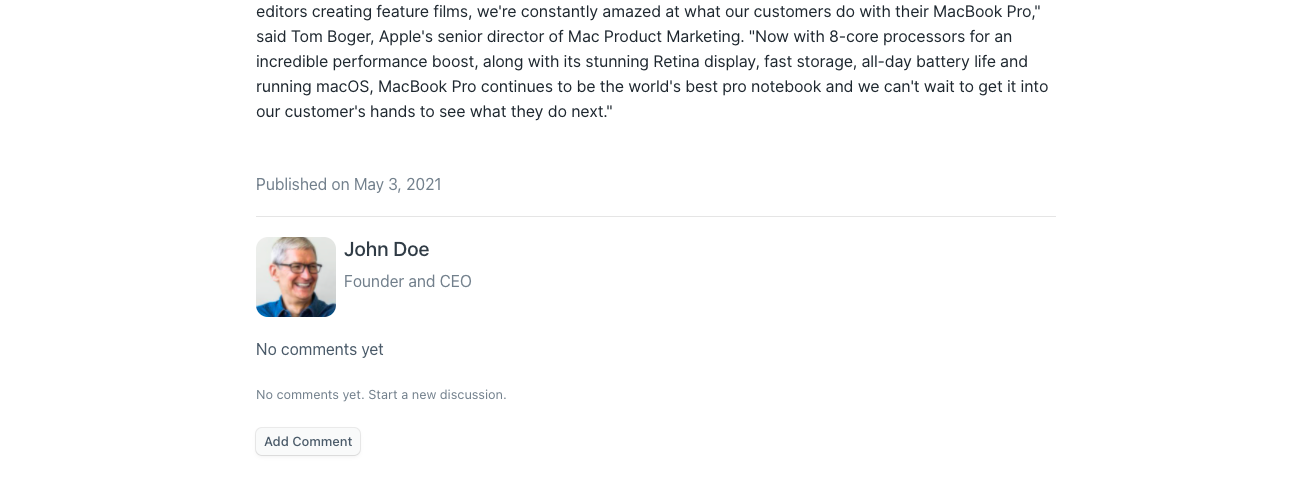 editors creating feature films, we're constantly amazed at what our customers do with their MacBook Pro,"
said Tom Boger, Apple's senior director of Mac Product Marketing. "Now with 8-core processors for an
incredible performance boost, along with its stunning Retina display, fast storage, all-day battery life and
running macOS, MacBook Pro continues to be the world's best pro notebook and we can't wait to get it into
our customer's hands to see what they do next."
Published on May 3, 2021
John Doe
Founder and CEO
No comments yet
No comments yet. Start a new discussion.
Add Comment